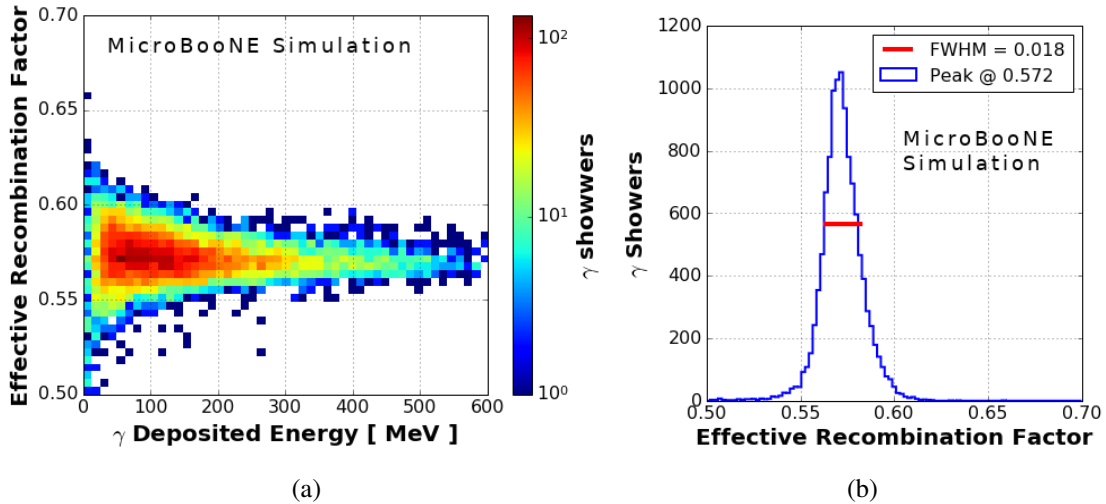 0.70
0.65
0.60
0.55
0.50
Effective Recombination Factor
MicroBooNE Simulation
0 100 200 300 400 500 600
γ Deposited Energy [ MeV ]
10²
10¹
10⁰
γ showwers
(a)
1200
1000
800
600
400
200
0
γ Showers
FWHM = 0.018
Peak @ 0.572
MicroBooNE
Simulation
0.50 0.55 0.60 0.65 0.70
Effective Recombination Factor
(b)